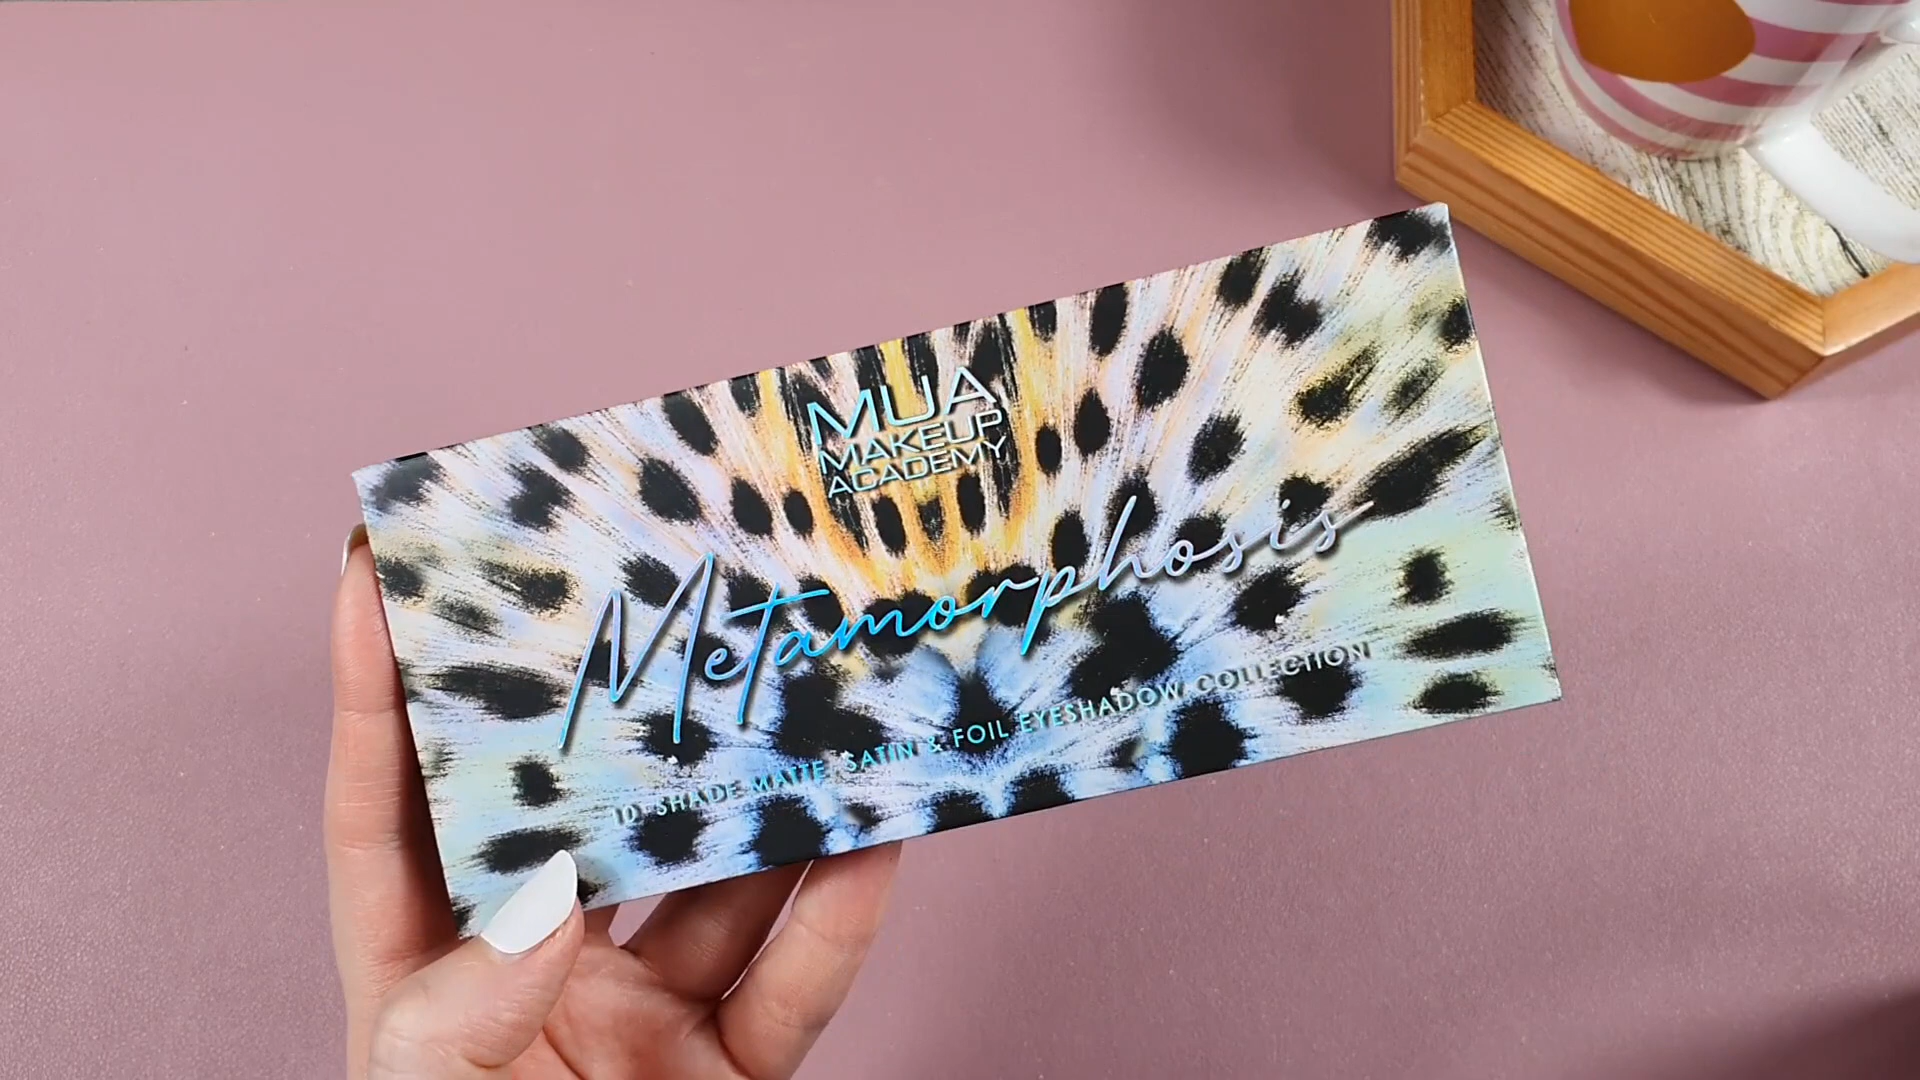 MUA
MAKEUP
ACADEMY
Metamorphosis
10 SHADE MATTE, SATIN & FOIL EYESHADOW COLLECTION